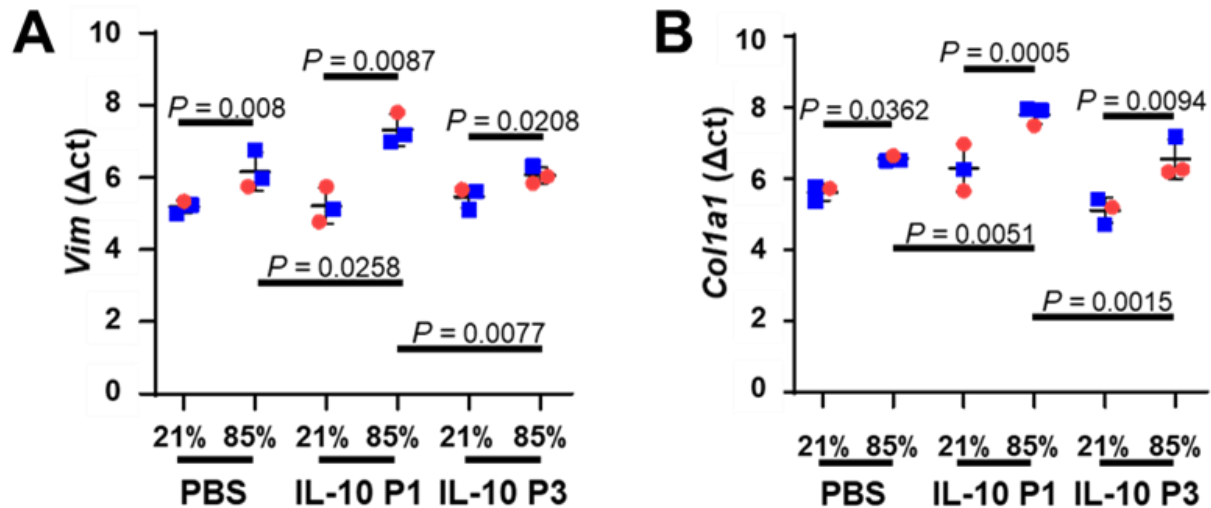 A
Vim (Δct)
10
8
6
4
2
0
P = 0.008
P = 0.0087
P = 0.0208
P = 0.0258
P = 0.0077
21% 85% 21% 85% 21% 85%
PBS IL-10 P1 IL-10 P3
B
Col1a1 (Δct)
10
8
6
4
2
0
P = 0.0362
P = 0.0005
P = 0.0094
P = 0.0051
P = 0.0015
21% 85% 21% 85% 21% 85%
PBS IL-10 P1 IL-10 P3